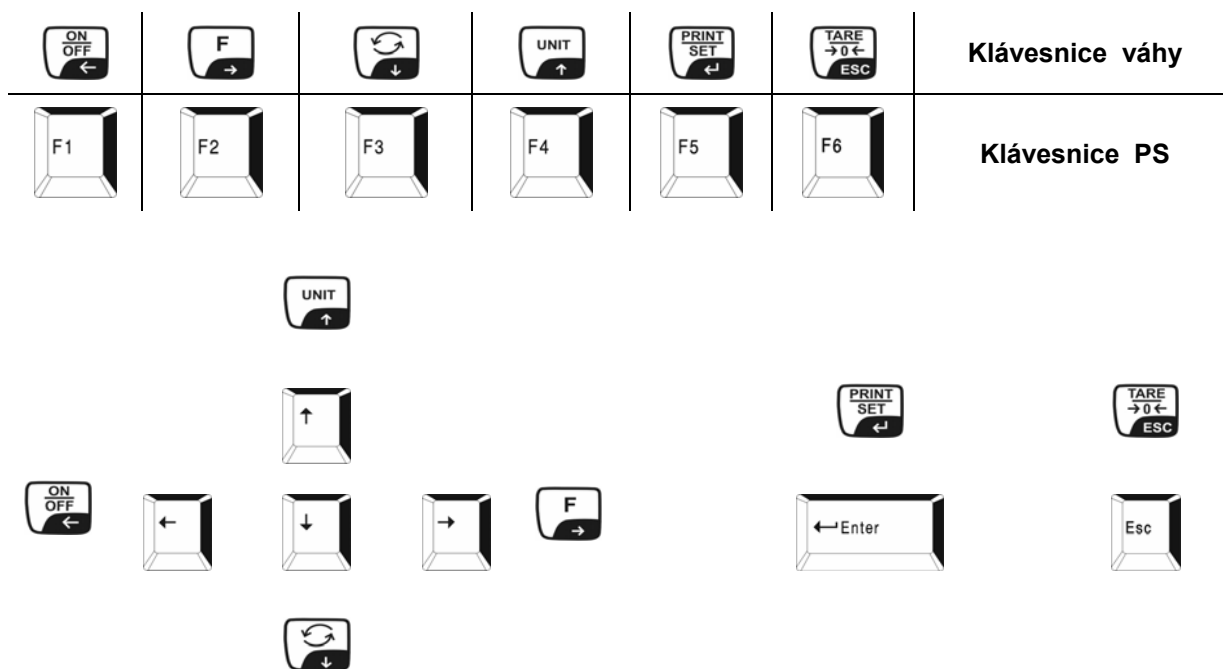 ON
OFF
←
F
→
↓
UNIT
↑
PRINT
SET
↵
TARE
→0←
ESC
Klávesnice váhy
F1
F2
F3
F4
F5
F6
Klávesnice PS
UNIT
↑
↑
PRINT
SET
↵
TARE
→0←
ESC
ON
OFF
←
←
↓
→
F
→
↵Enter
Esc
↓